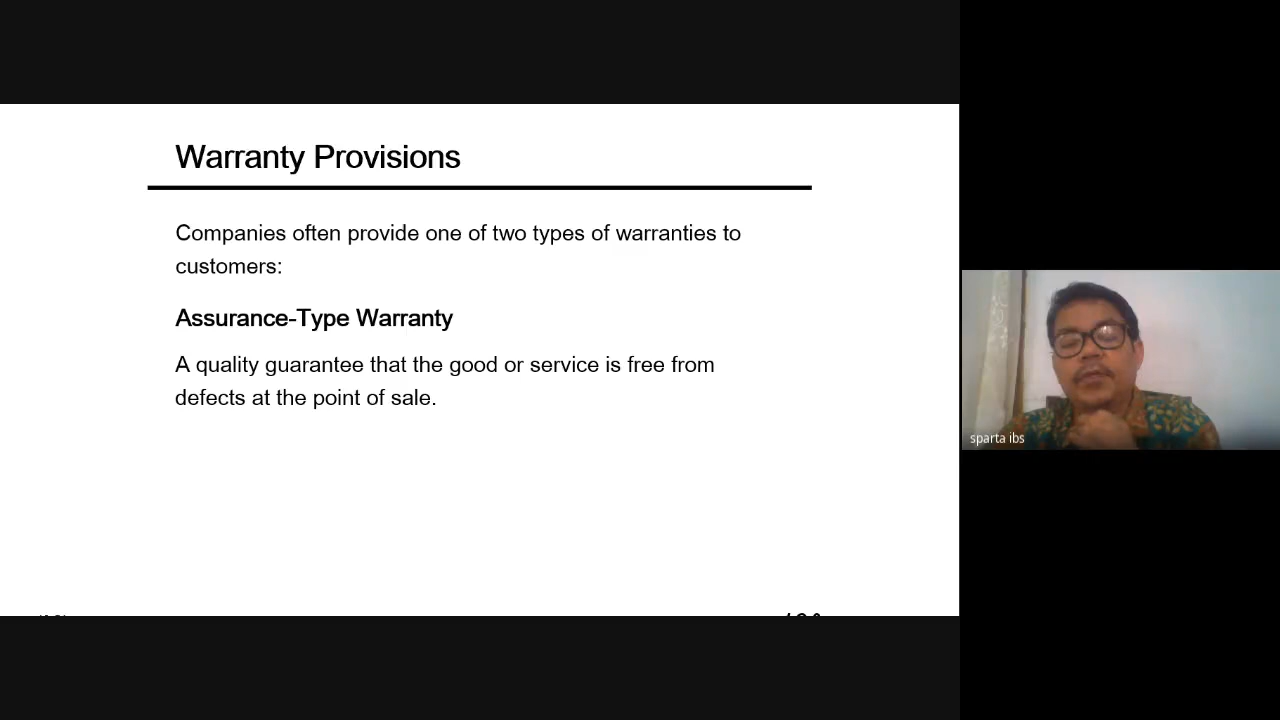 Warranty Provisions
Companies often provide one of two types of warranties to
customers:
Assurance-Type Warranty
A quality guarantee that the good or service is free from
defects at the point of sale.
sparta ibs